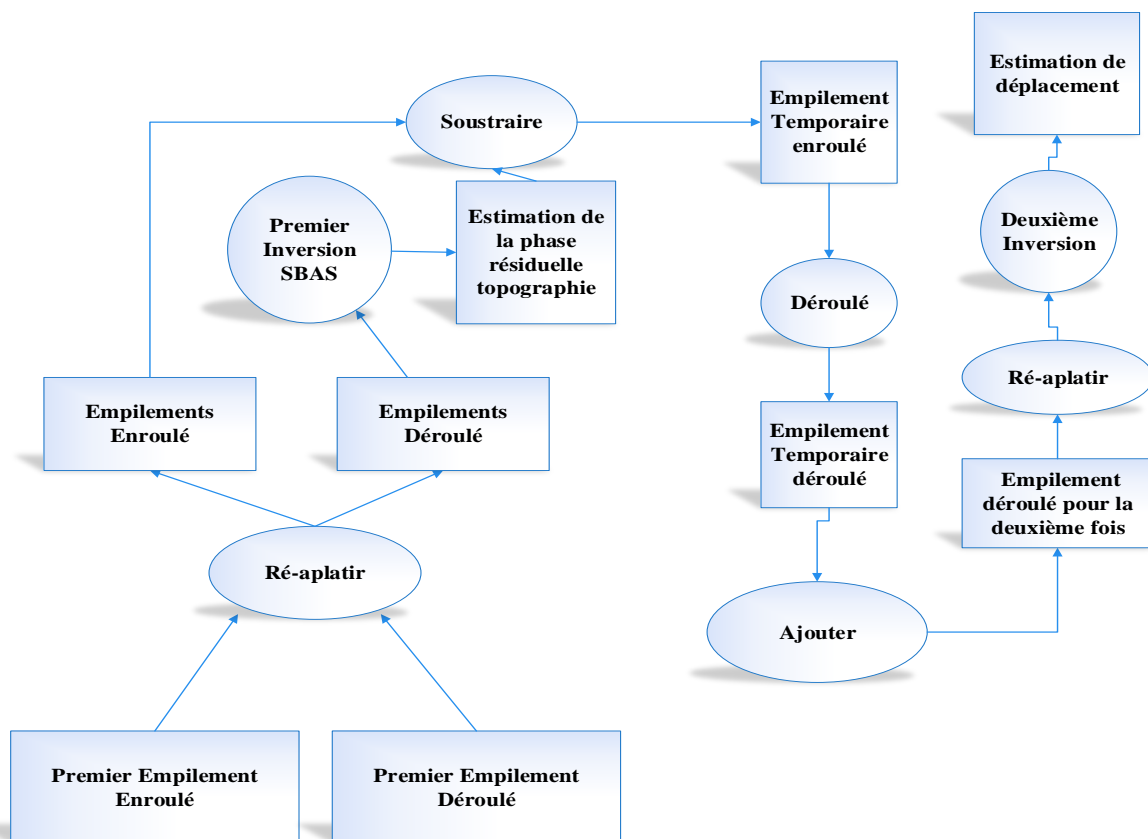 Estimation de
déplacement
Empilement
Temporaire
enroulé
Soustraire
Premier
Inversion
SBAS
Estimation de
la phase
résiduelle
topographie
Deuxième
Inversion
Déroulé
Ré-aplatir
Empilements
Enroulé
Empilements
Déroulé
Empilement
Temporaire
déroulé
Empilement
déroulé pour la
deuxième fois
Ré-aplatir
Ajouter
Premier Empilement
Enroulé
Premier Empilement
Déroulé